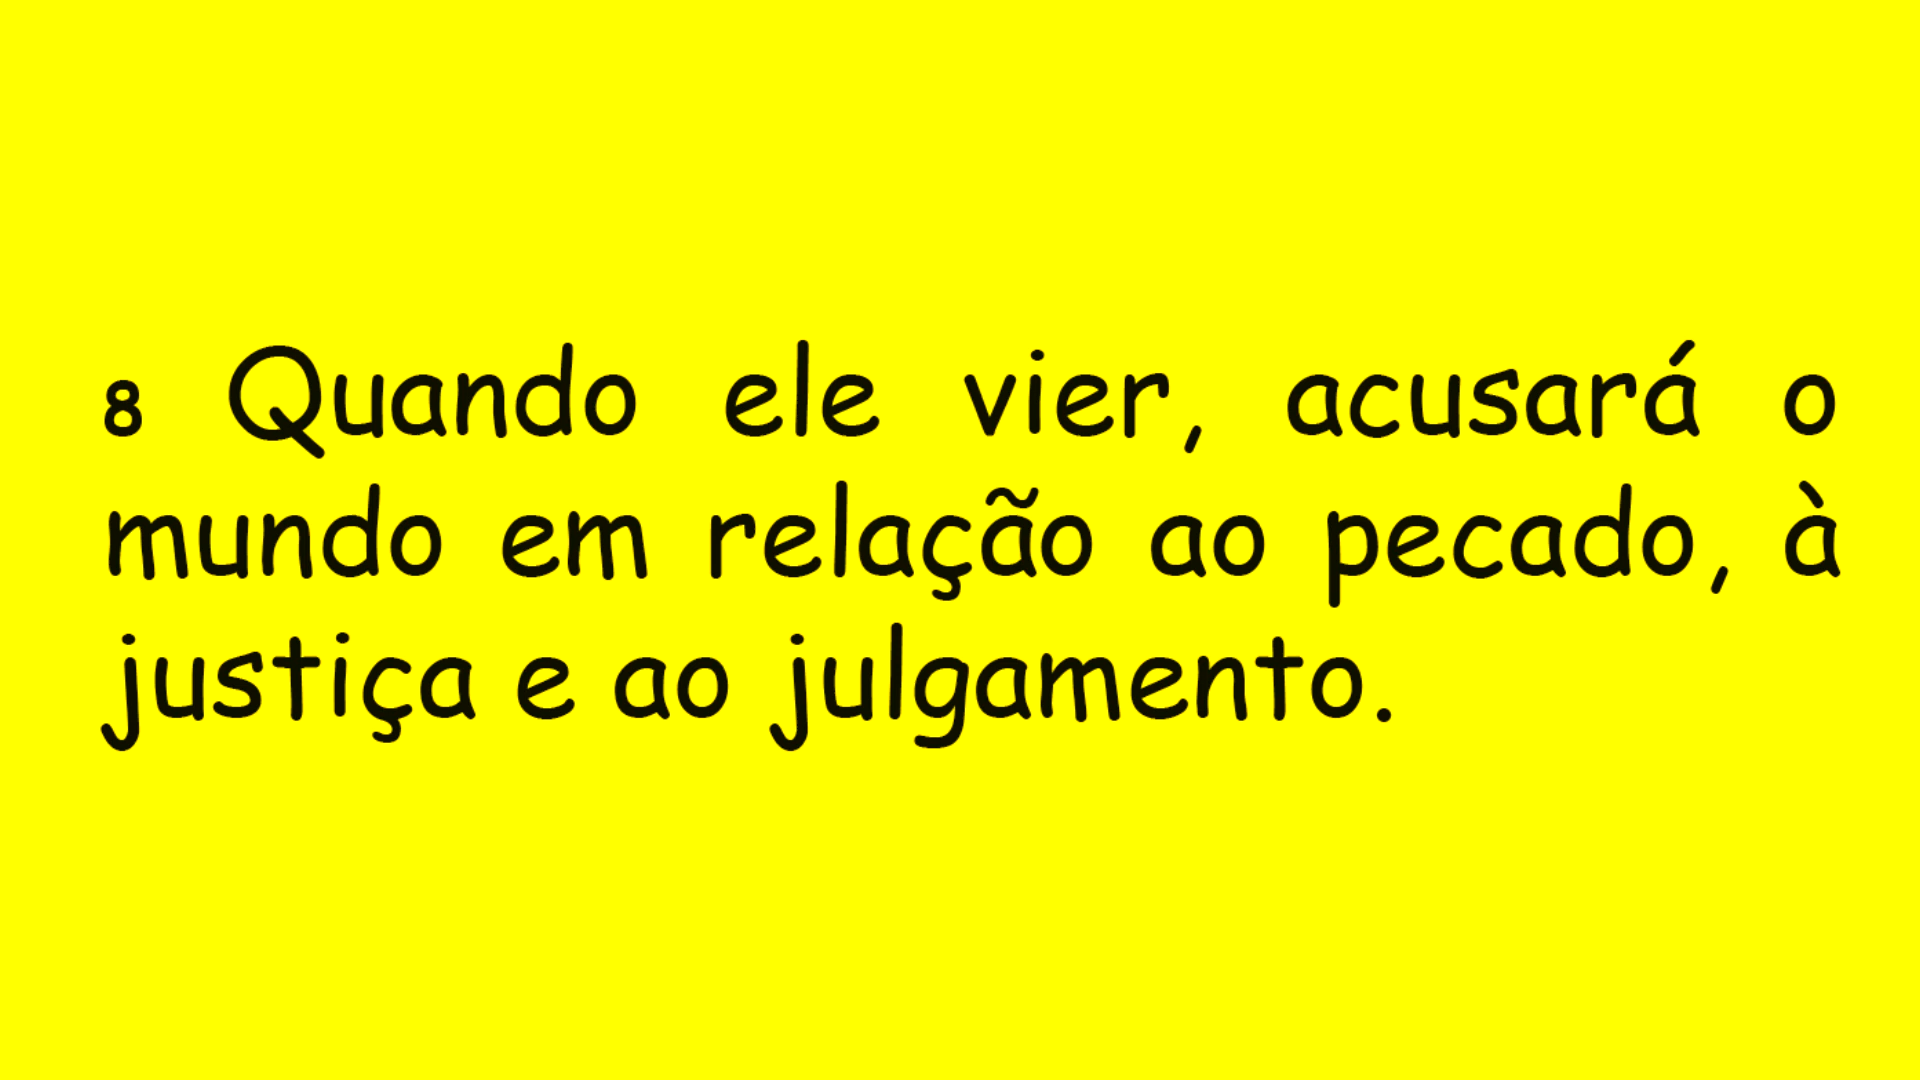 8 Quando ele vier, acusará o
mundo em relação ao pecado, à
justiça e ao julgamento.